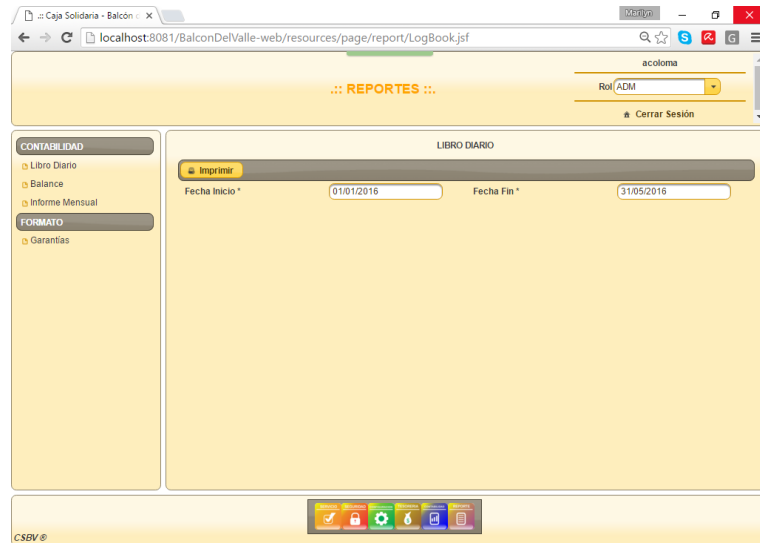 .:: Caja Solidaria - Balcón
Marilyn
localhost:8081/BalconDelValle-web/resources/page/report/LogBook.jsf
.:: REPORTES ::.
acoloma
Rol ADM
Cerrar Sesión
CONTABILIDAD
Libro Diario
Balance
Informe Mensual
FORMATO
Garantías
LIBRO DIARIO
Imprimir
Fecha Inicio * 01/01/2016 Fecha Fin * 31/05/2016
CSBV ®